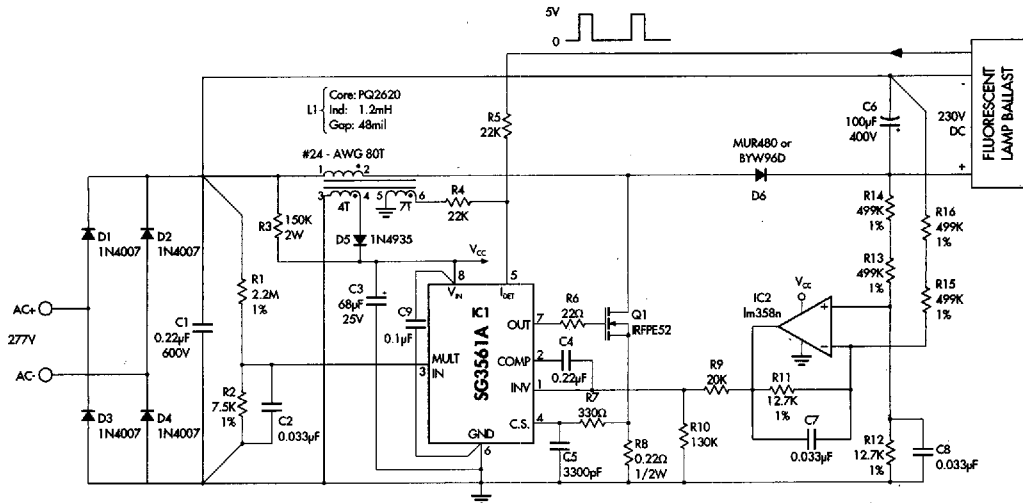 5V
0
Core: PQ2620
L1 Ind: 1.2mH
Gap: 48mil
#24 - AWG 80T
1 2
3 4 5 6
4T 7T
R5
22K
R4
22K
R3 150K
2W
D5 1N4935
VCC
C6
100µF
400V
-
230V
DC
+
FLUORESCENT
LAMP BALLAST
MUR480 or
BYW96D
D6
R14
499K
1%
R16
499K
1%
R13
499K
1%
R15
499K
1%
D1
1N4007
D2
1N4007
AC+
277V
AC-
D3
1N4007
D4
1N4007
C1
0.22µF
600V
R1
2.2M
1%
R2
7.5K
1%
C2
0.033µF
C3
68µF
25V
C9
0.1µF
8
VIN
5
IDET
IC1
SG3561A
MULT
IN
3
OUT
7
COMP
2
INV
1
C.S.
4
GND
6
R6
22Ω
C4
0.22µF
Q1
IRFPE52
R7
330Ω
C5
3300pF
R8
0.22Ω
1/2W
R9
20K
R10
130K
IC2
lm358n
VCC
+
-
R11
12.7K
1%
C7
0.033µF
R12
12.7K
1%
C8
0.033µF